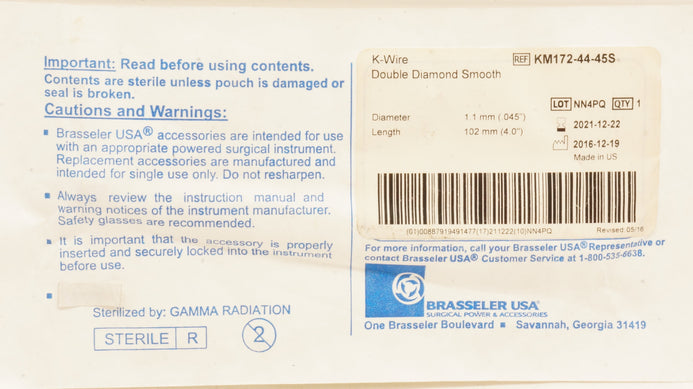 Important: Read before using contents.
Contents are sterile unless pouch is damaged or
seal is broken.
Cautions and Warnings:
Brasseler USA® accessories are intended for use
with an appropriate powered surgical instrument.
Replacement accessories are manufactured and
intended for single use only. Do not resharpen.
Always review the instruction manual and
warning notices of the instrument manufacturer.
Safety glasses are recommended.
It is important that the accessory is properly
inserted and securely locked into the instrument
before use.
Sterilized by: GAMMA RADIATION
STERILE R
2
K-Wire REF KM172-44-45S
Double Diamond Smooth
LOT NN4PQ QTY 1
Diameter 1.1 mm (.045") 2021-12-22
Length 102 mm (4.0")
2016-12-19
Made in US
(01)00887919491477(17)211222(10)NN4PQ Revised 05/16
For more information, call your Brasseler USA® Representative or
contact Brasseler USA® Customer Service at 1-800-535-6638.
BRASSELER USA®
SURGICAL POWER & ACCESSORIES
One Brasseler Boulevard ■ Savannah, Georgia 31419